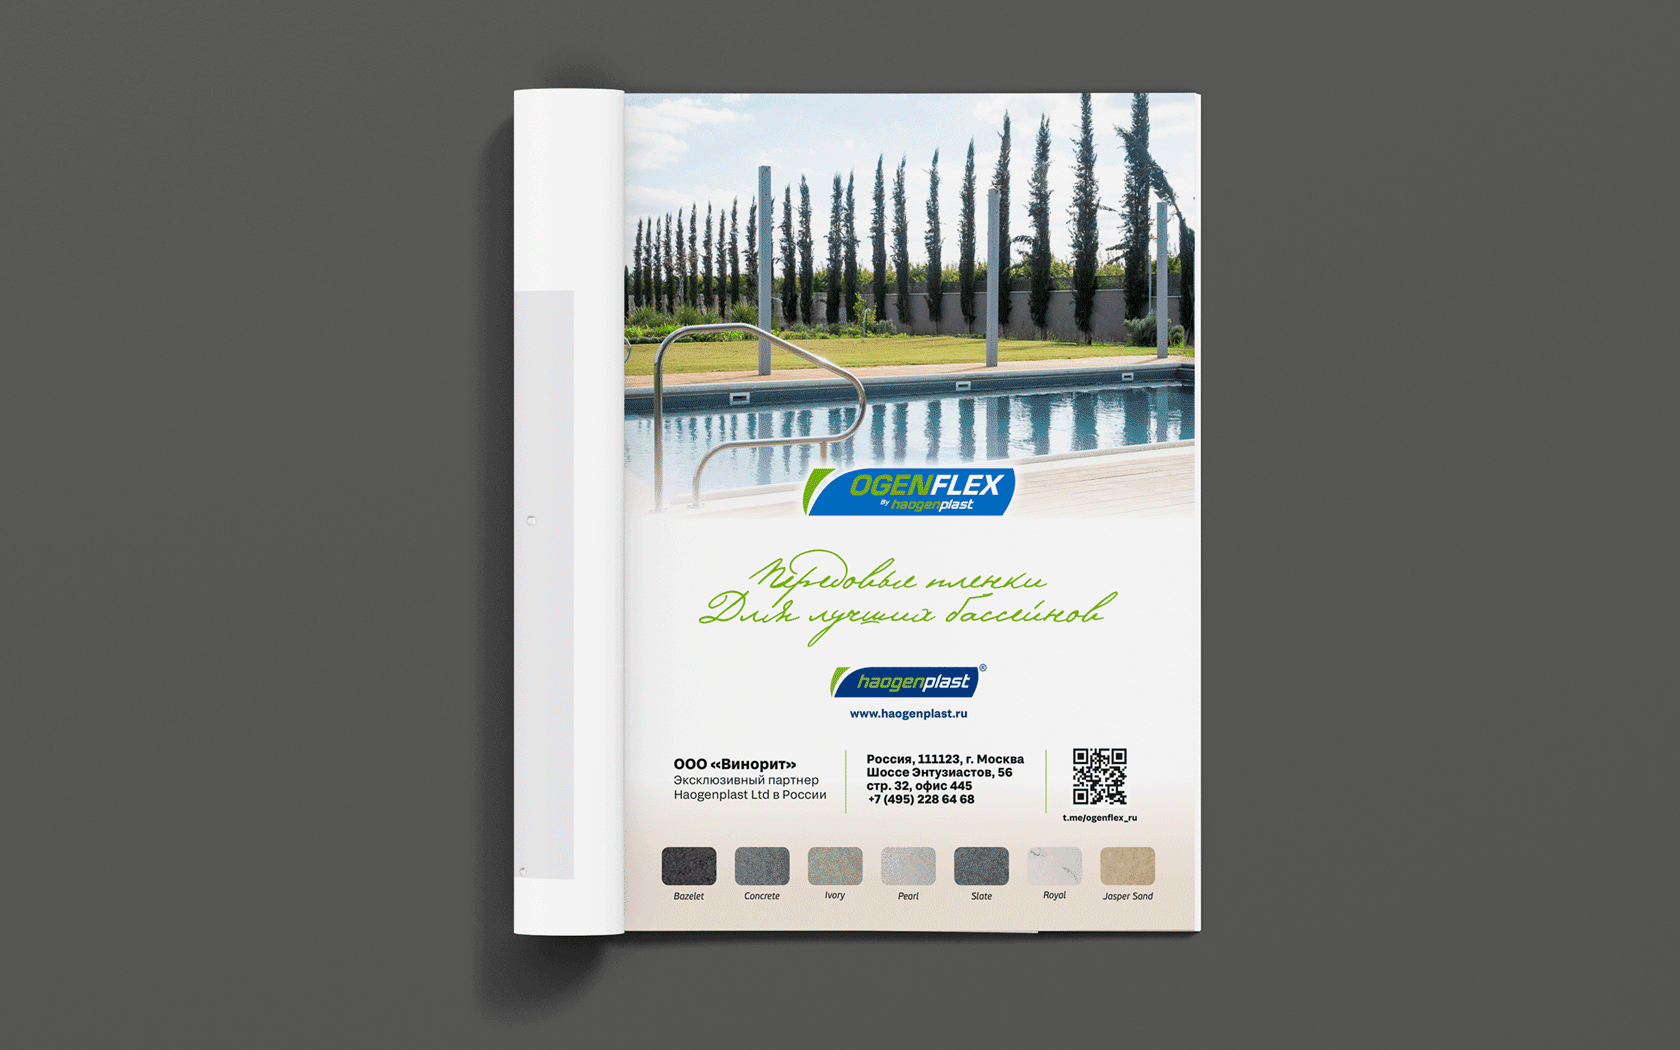 OGENFLEX
By haogenplast
Передовые пленки
Для лучших бассейнов
haogenplast®
www.haogenplast.ru
ООО «Винорит»
Эксклюзивный партнер
Haogenplast Ltd в России
Россия, 111123, г. Москва
Шоссе Энтузиастов, 56
стр. 32, офис 445
+7 (495) 228 64 68
t.me/ogenflex_ru
Bazelet
Concrete
Ivory
Pearl
Slate
Royal
Jasper Sand